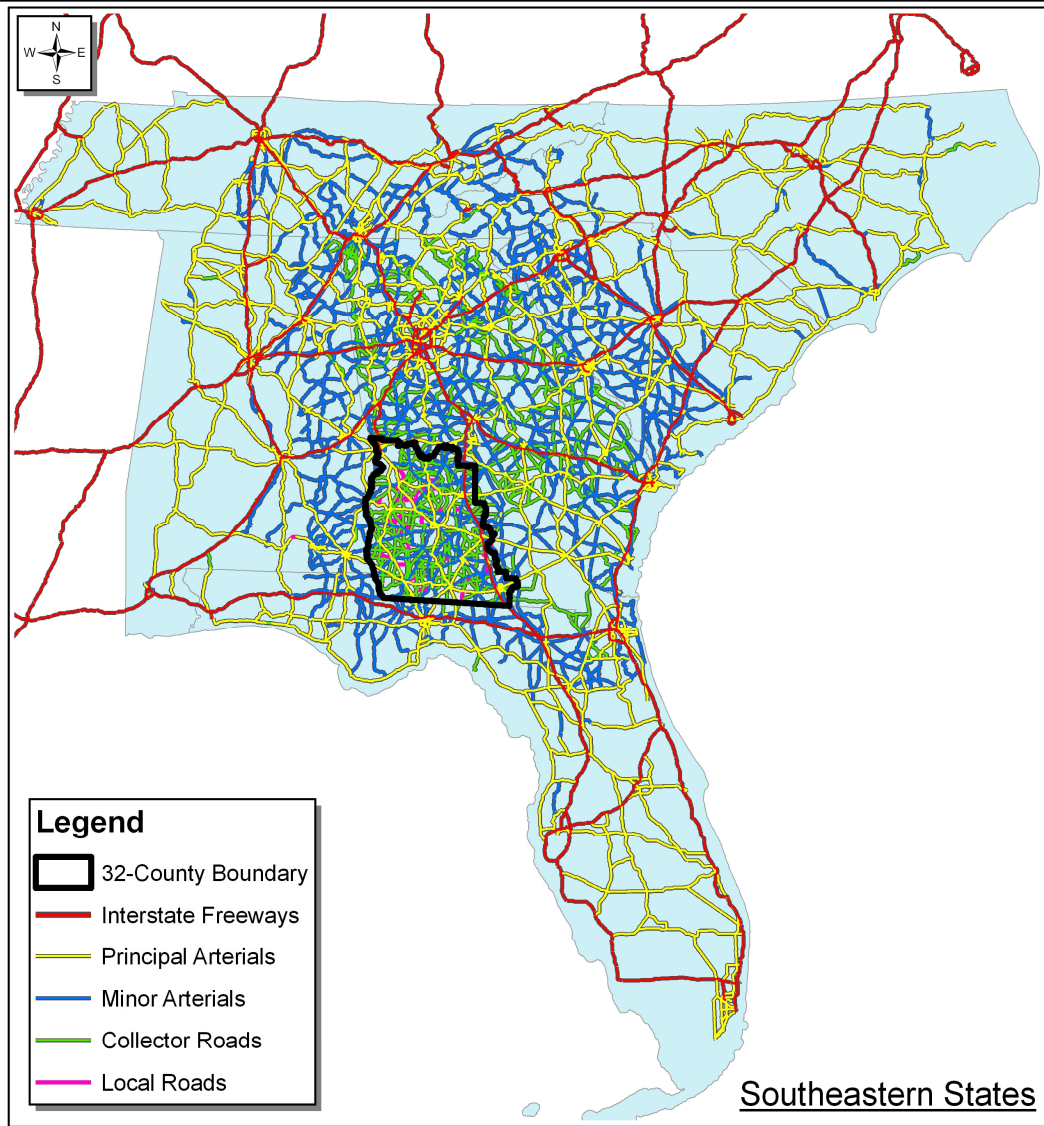 N
W E
S
Legend
32-County Boundary
Interstate Freeways
Principal Arterials
Minor Arterials
Collector Roads
Local Roads
Southeastern States